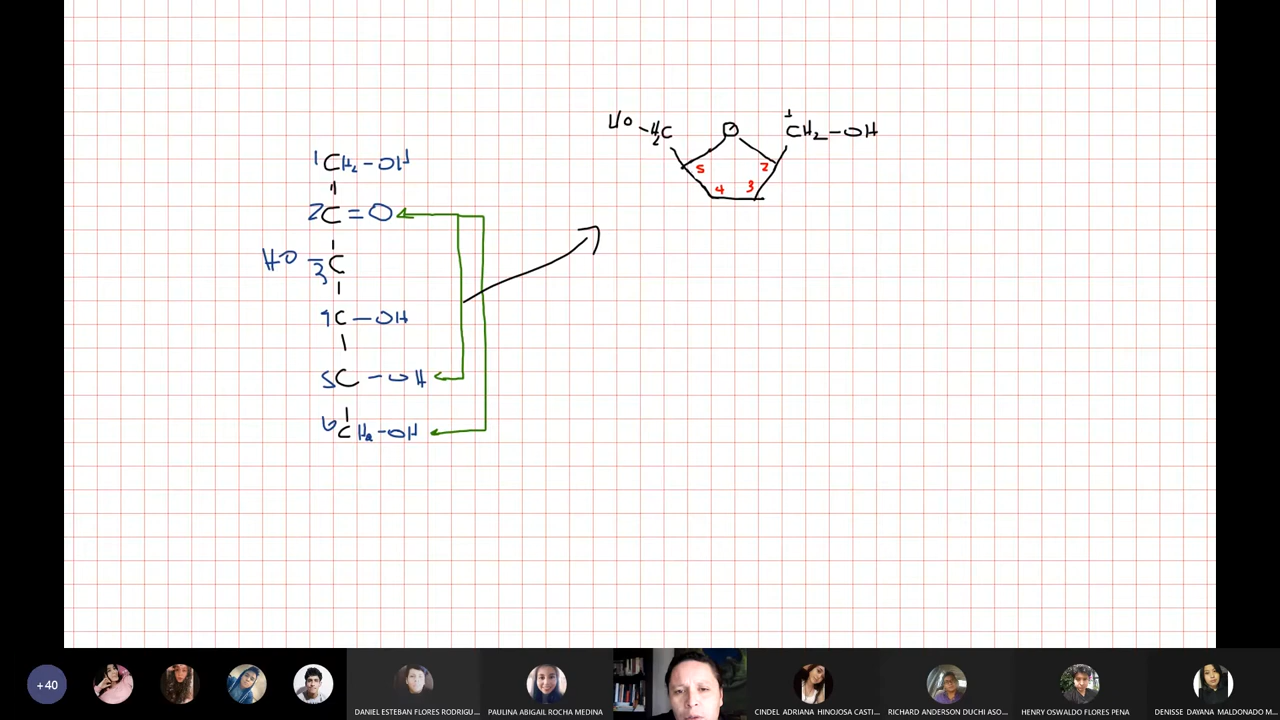 HO - H2C O 1CH2-OH
5 2
4 3
1CH2-OH
2C=O
HO -3C
4C-OH
5C-OH
6CH2-OH
+40
DANIEL ESTEBAN FLORES RODRIGU...
PAULINA ABIGAIL ROCHA MEDINA
CINDEL ADRIANA HINOJOSA CASTI...
RICHARD ANDERSON DUCHI ASO...
HENRY OSWALDO FLORES PENA
DENISSE DAYANA MALDONADO M...